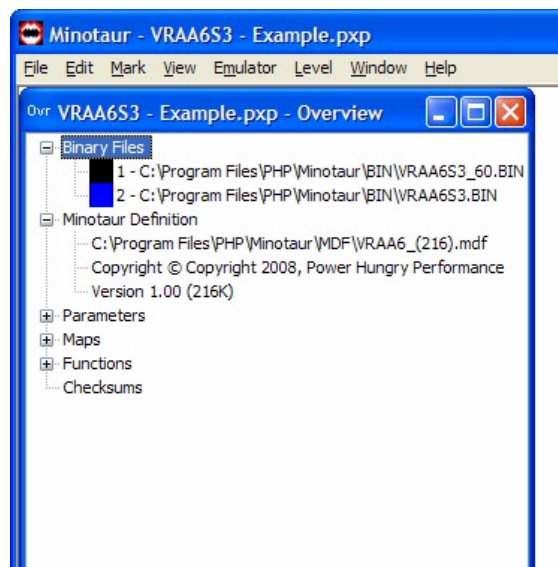 Minotaur - VRAA6S3 - Example.pxp
File Edit Mark View Emulator Level Window Help
Ovr VRAA6S3 - Example.pxp - Overview
Binary Files
1 - C:\Program Files\PHP\Minotaur\BIN\VRAA6S3_60.BIN
2 - C:\Program Files\PHP\Minotaur\BIN\VRAA6S3.BIN
Minotaur Definition
C:\Program Files\PHP\Minotaur\MDF\VRAA6_(216).mdf
Copyright © Copyright 2008, Power Hungry Performance
Version 1.00 (216K)
Parameters
Maps
Functions
Checksums